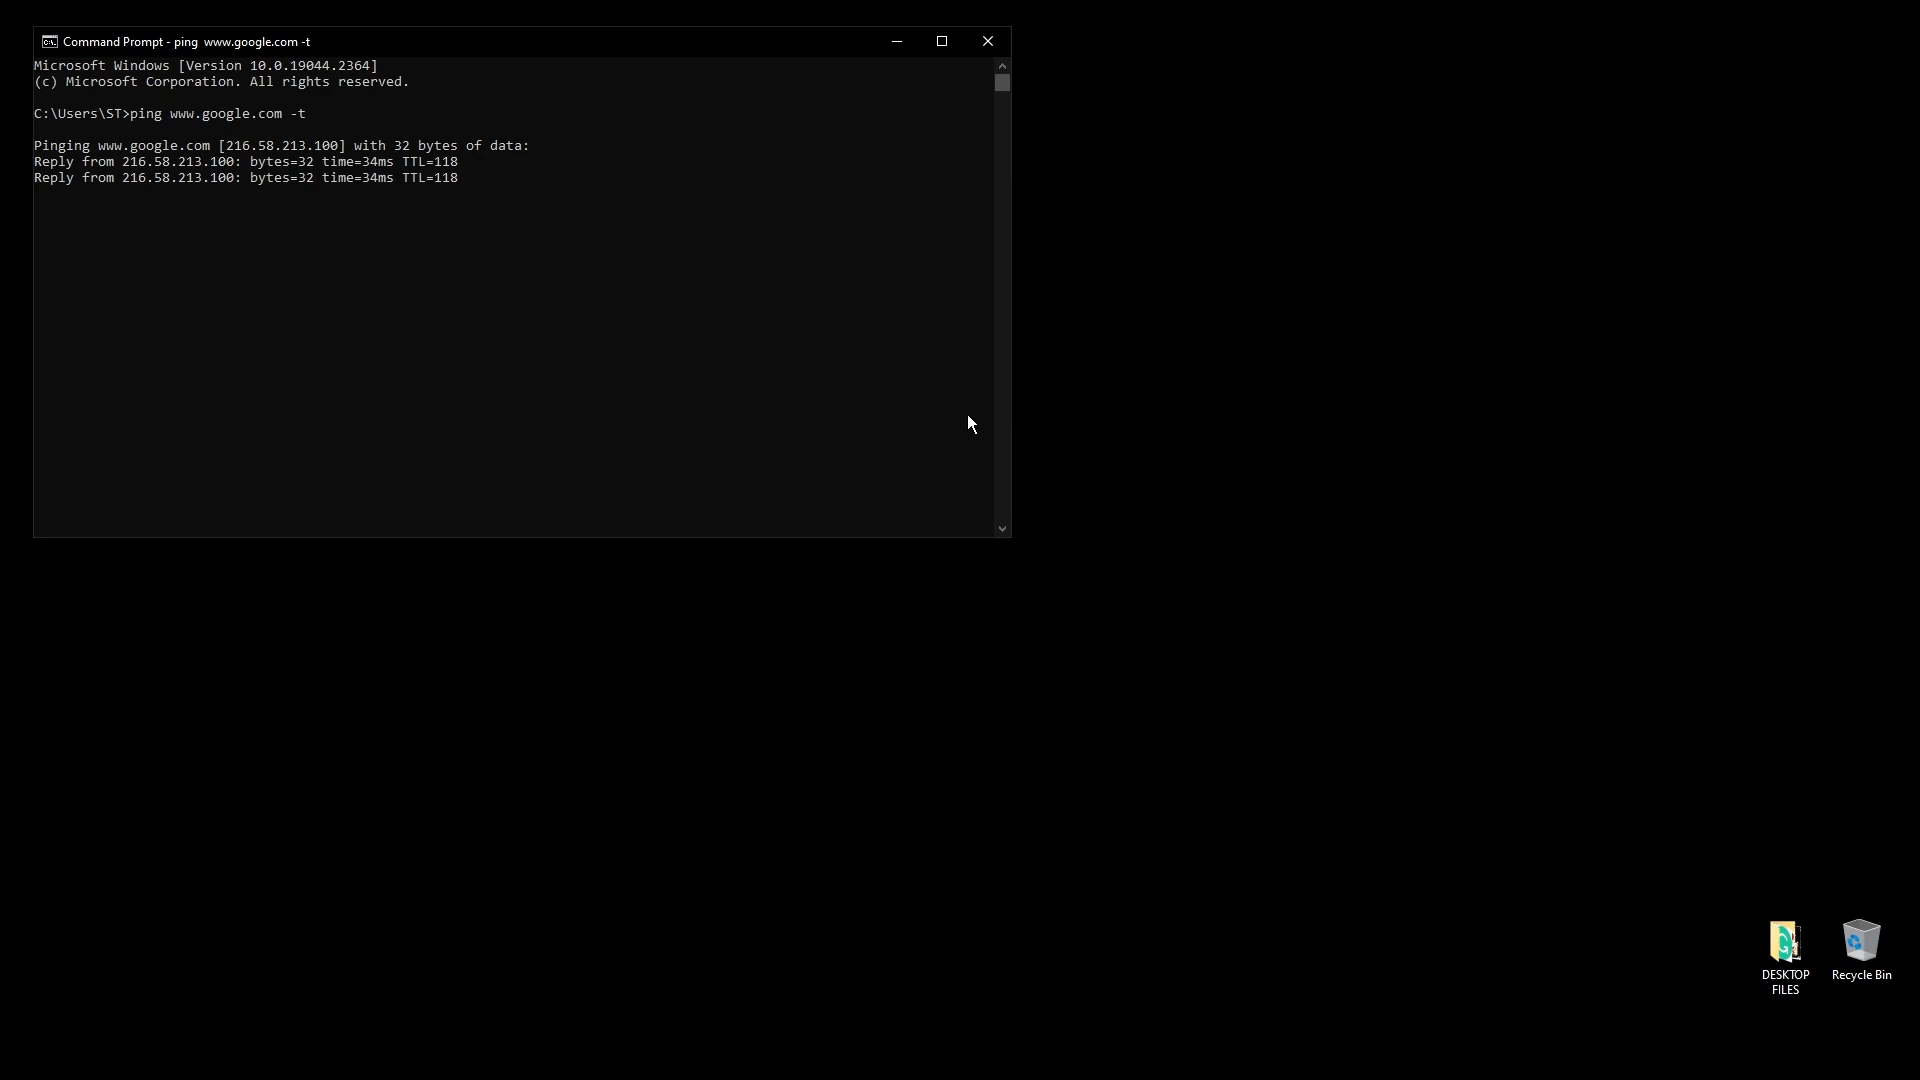 Command Prompt - ping  www.google.com -t
Microsoft Windows [Version 10.0.19044.2364]
(c) Microsoft Corporation. All rights reserved.
C:\Users\ST>ping www.google.com -t
Pinging www.google.com [216.58.213.100] with 32 bytes of data:
Reply from 216.58.213.100: bytes=32 time=34ms TTL=118
Reply from 216.58.213.100: bytes=32 time=34ms TTL=118
DESKTOP
FILES
Recycle Bin